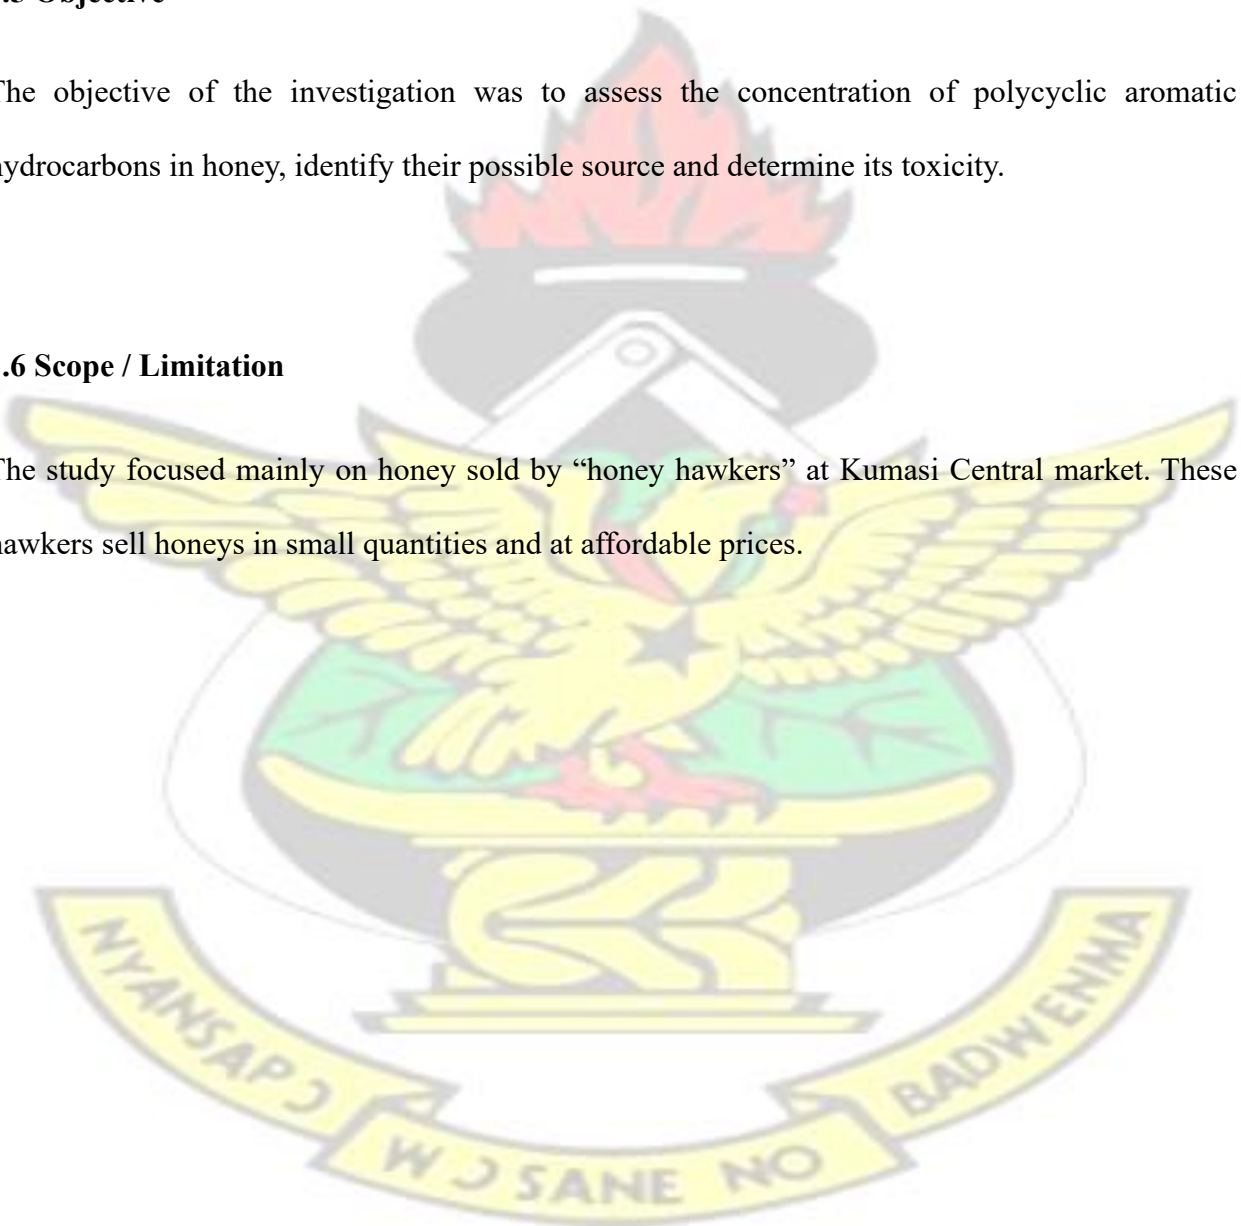 .5 Objective
The objective of the investigation was to assess the concentration of polycyclic aromatic
hydrocarbons in honey, identify their possible source and determine its toxicity.
.6 Scope / Limitation
The study focused mainly on honey sold by “honey hawkers” at Kumasi Central market. These
hawkers sell honeys in small quantities and at affordable prices.
NYANSAPƆ
WƆSANE NO
BADWENMA